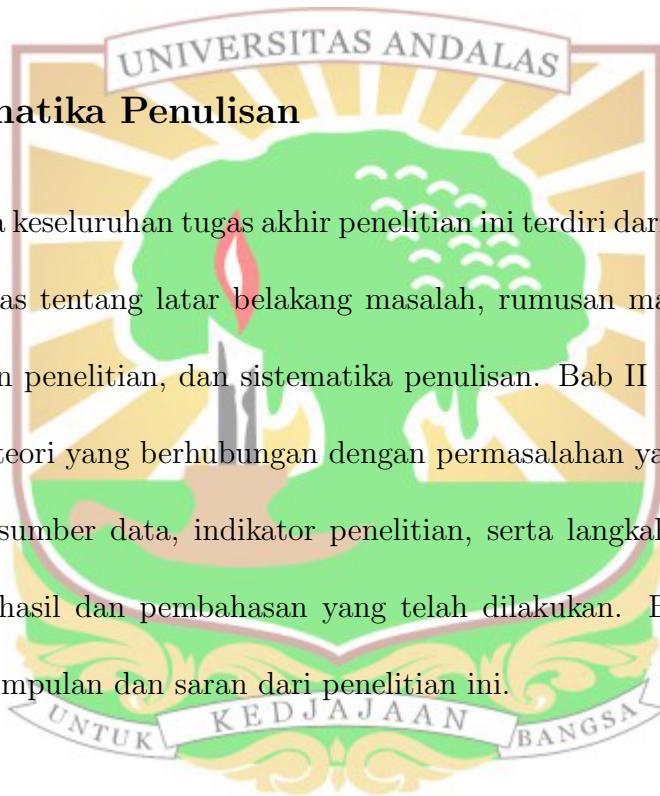 UNIVERSITAS ANDALAS
matika Penulisan
a keseluruhan tugas akhir penelitian ini terdiri dari
as tentang latar belakang masalah, rumusan ma
n penelitian, dan sistematika penulisan. Bab II
teori yang berhubungan dengan permasalahan ya
sumber data, indikator penelitian, serta langkah
hasil dan pembahasan yang telah dilakukan. B
mpulan dan saran dari penelitian ini.
UNTUK KEDJAJAAN BANGSA